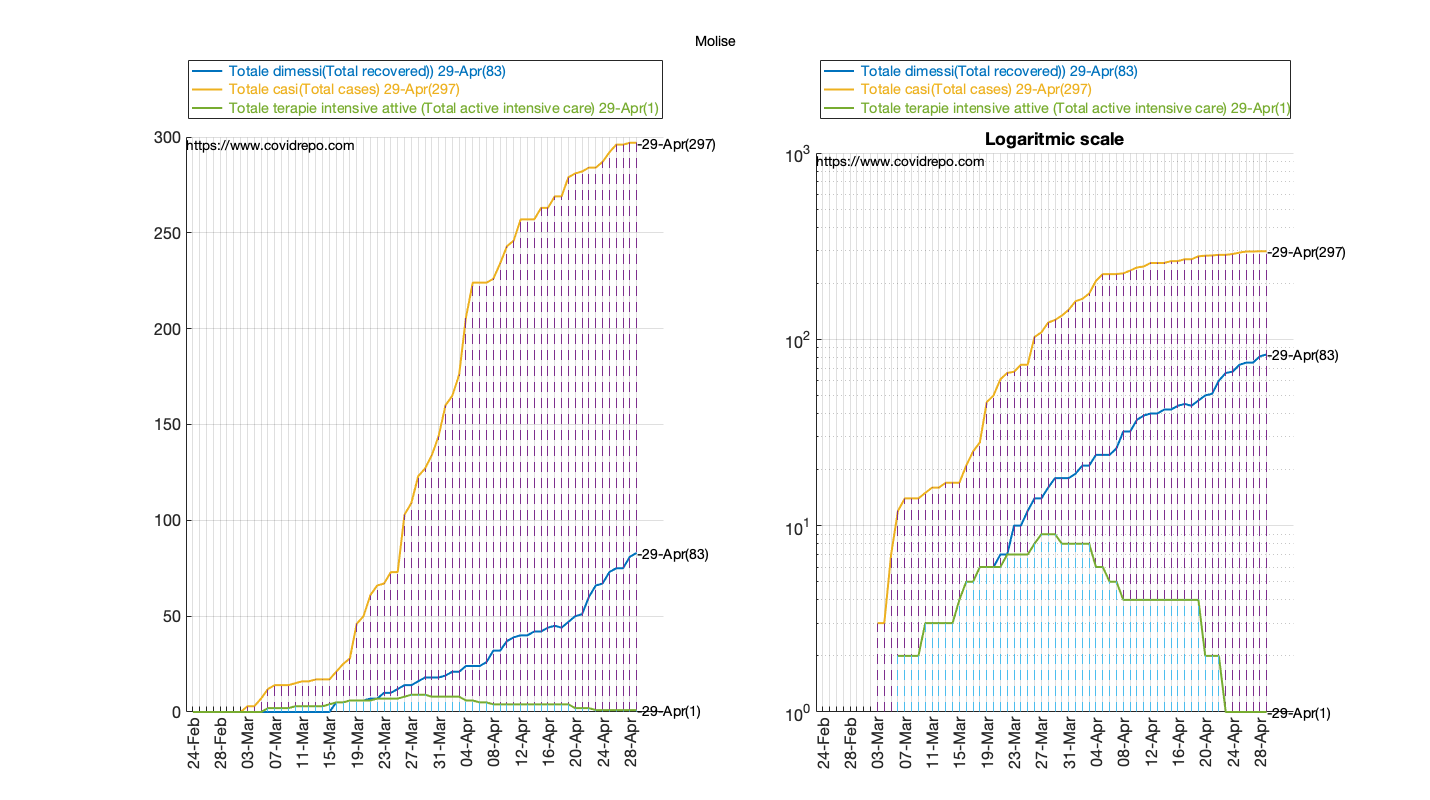 Molise
Totale dimessi(Total recovered)) 29-Apr(83)
Totale casi(Total cases) 29-Apr(297)
Totale terapie intensive attive (Total active intensive care) 29-Apr(1)
https://www.covidrepo.com
300
250
200
150
100
50
0
29-Apr(297)
29-Apr(83)
29-Apr(1)
24-Feb
28-Feb
03-Mar
07-Mar
11-Mar
15-Mar
19-Mar
23-Mar
27-Mar
31-Mar
04-Apr
08-Apr
12-Apr
16-Apr
20-Apr
24-Apr
28-Apr
Totale dimessi(Total recovered)) 29-Apr(83)
Totale casi(Total cases) 29-Apr(297)
Totale terapie intensive attive (Total active intensive care) 29-Apr(1)
Logaritmic scale
https://www.covidrepo.com
10^3
10^2
10^1
10^0
29-Apr(297)
29-Apr(83)
29-Apr(1)
24-Feb
28-Feb
03-Mar
07-Mar
11-Mar
15-Mar
19-Mar
23-Mar
27-Mar
31-Mar
04-Apr
08-Apr
12-Apr
16-Apr
20-Apr
24-Apr
28-Apr